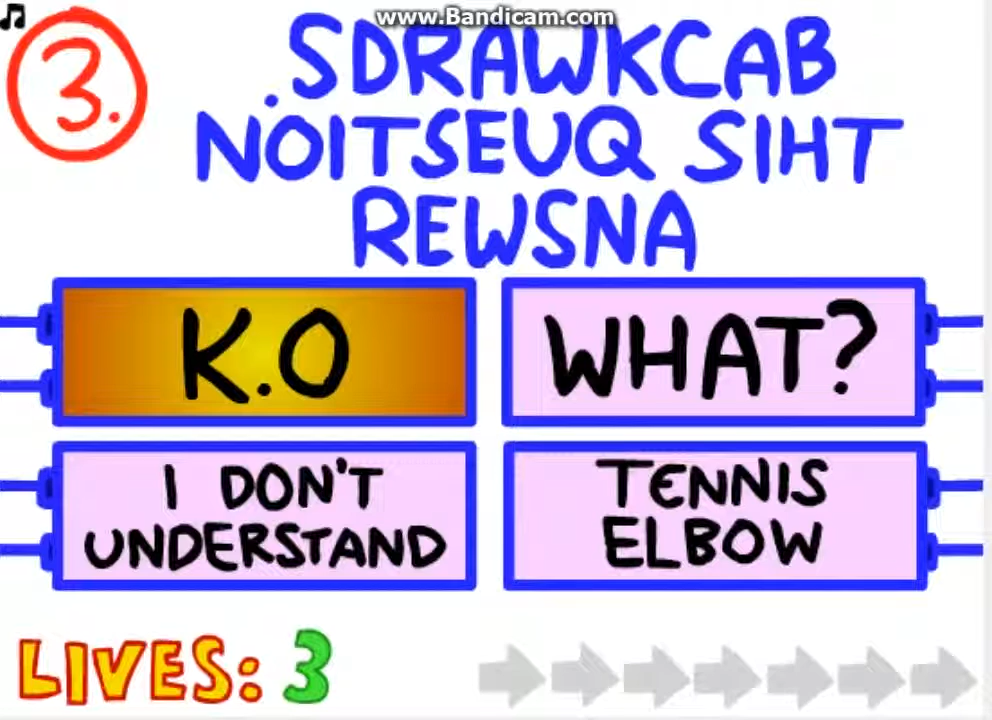 www.Bandicam.com
3.
.SDRAWKCAB
NOITSEUQ SIHT
REWSNA
K.O
WHAT?
I DON'T
UNDERSTAND
TENNIS
ELBOW
LIVES: 3